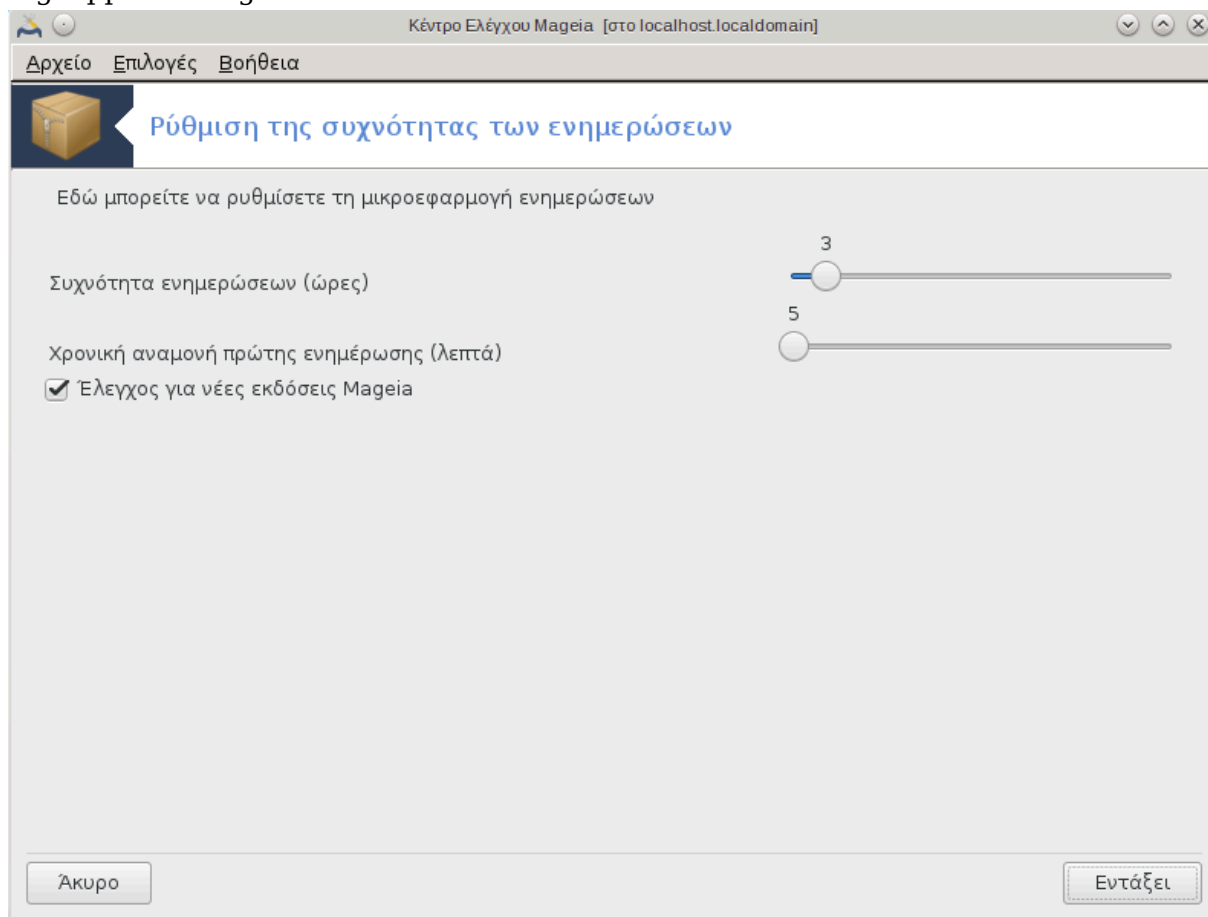 Κέντρο Ελέγχου Mageia [στο localhost.localdomain]
Αρχείο Επιλογές Βοήθεια
Ρύθμιση της συχνότητας των ενημερώσεων
Εδώ μπορείτε να ρυθμίσετε τη μικροεφαρμογή ενημερώσεων
3
Συχνότητα ενημερώσεων (ώρες)
5
Χρονική αναμονή πρώτης ενημέρωσης (λεπτά)
Έλεγχος για νέες εκδόσεις Mageia
Άκυρο Εντάξει